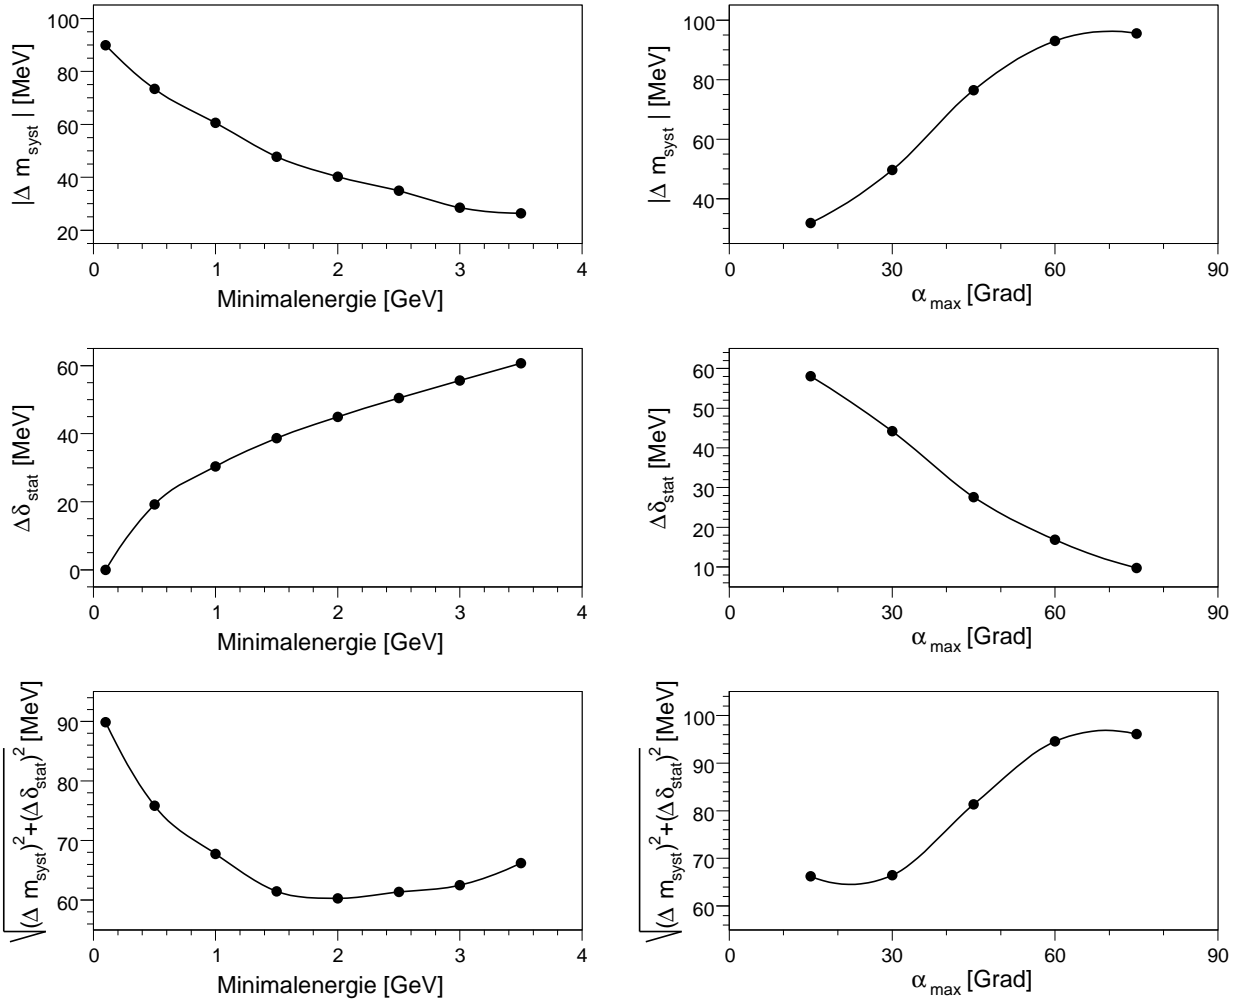 |Δ m_syst | [MeV]
100
80
60
40
20
0 1 2 3 4
Minimalenergie [GeV]
|Δ m_syst | [MeV]
100
80
60
40
0 30 60 90
α_max [Grad]
Δδ_stat [MeV]
60
40
20
0
0 1 2 3 4
Minimalenergie [GeV]
Δδ_stat [MeV]
60
50
40
30
20
10
0 30 60 90
α_max [Grad]
√(Δ m_syst)²+(Δδ_stat)² [MeV]
90
80
70
60
0 1 2 3 4
Minimalenergie [GeV]
√(Δ m_syst)²+(Δδ_stat)² [MeV]
100
90
80
70
60
0 30 60 90
α_max [Grad]